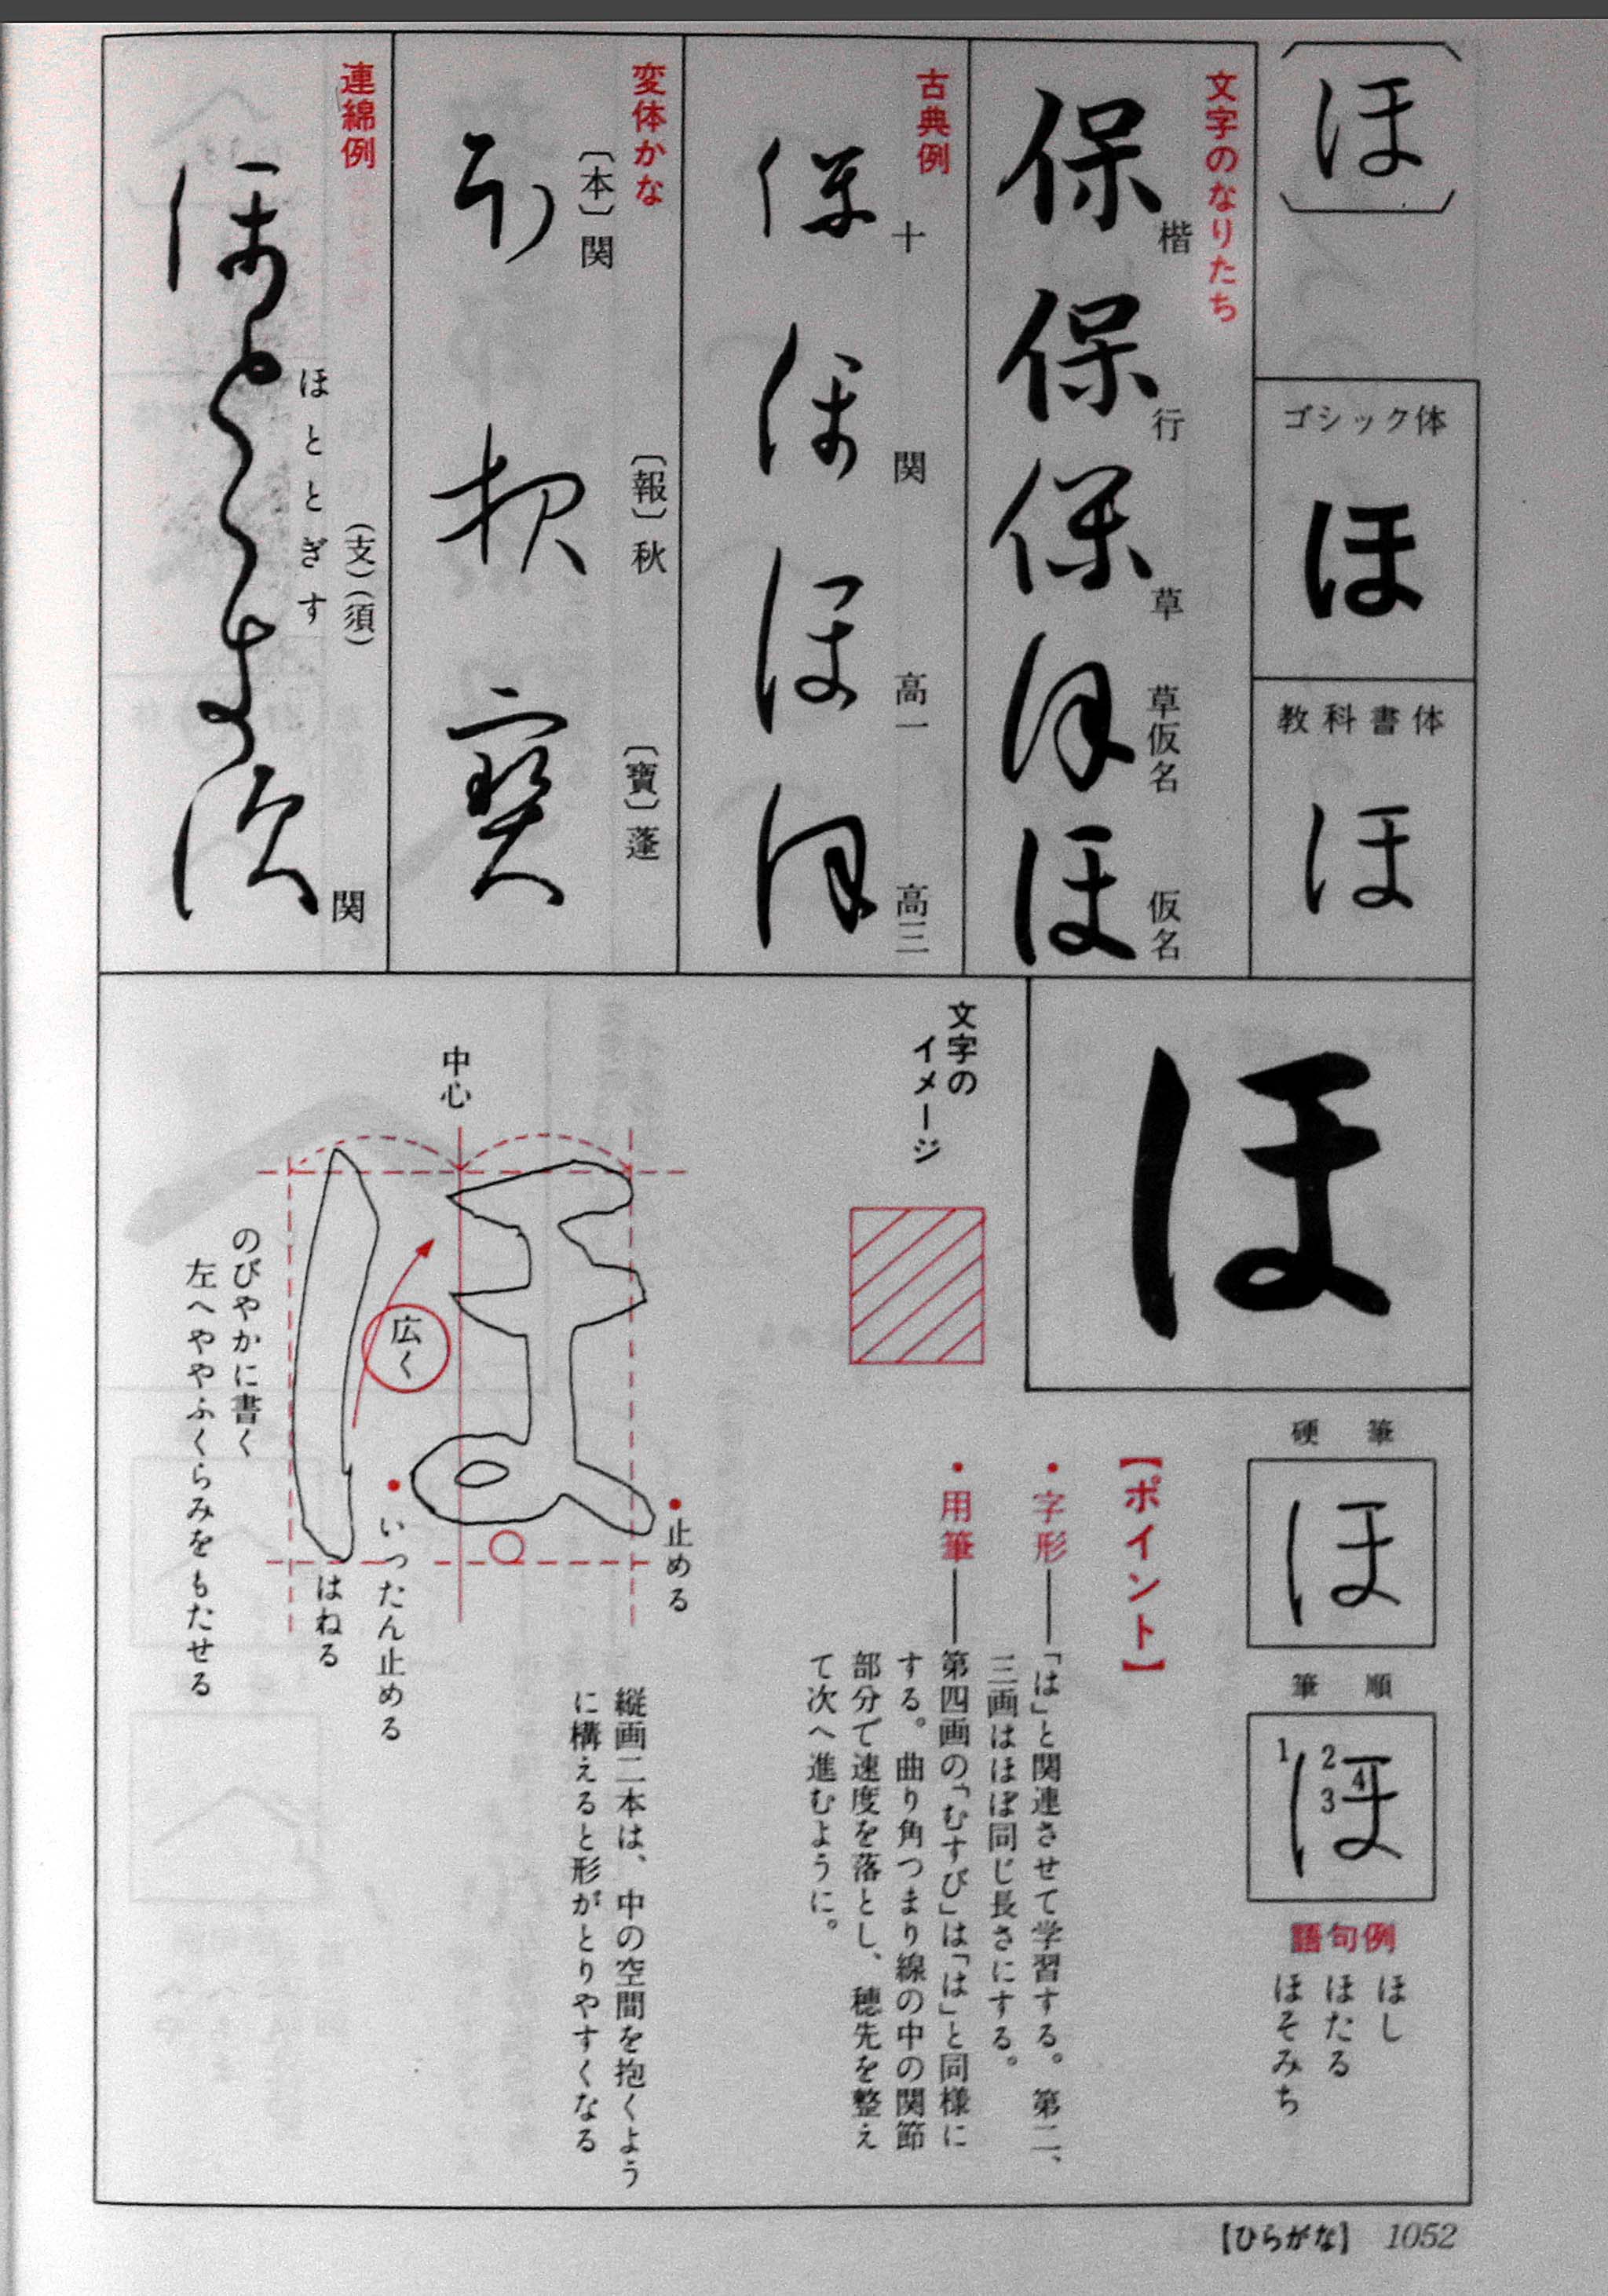 〔ほ〕
ゴシック体
ほ
教科書体
ほ
文字のなりたち
保 楷
保 行
保 草
ほ 草仮名
ほ 仮名
古典例
保 十
ほ 関
ほ 高一
ほ 高三
変体かな
〔本〕関
〔報〕秋
〔寶〕蓬
連綿例
ほとゝきす
ほととぎす
(支)(須)
関
ほ
硬筆
ほ
筆順
1 2 3 4
ほ
語句例
ほし
ほたる
ほそみち
【ポイント】
・字形――「は」と関連させて学習する。第二、
三画はほぼ同じ長さにする。
・用筆――第四画の「むすび」は「は」と同様に
する。曲り角つまり線の中の関節
部分で速度を落とし、穂先を整え
て次へ進むように。
文字の
イメージ
中心
広く
・止める
・いったん止める
はねる
のびやかに書く
左へややふくらみをもたせる
縦画二本は、中の空間を抱くよう
に構えると形がとりやすくなる
【ひらがな】 1052